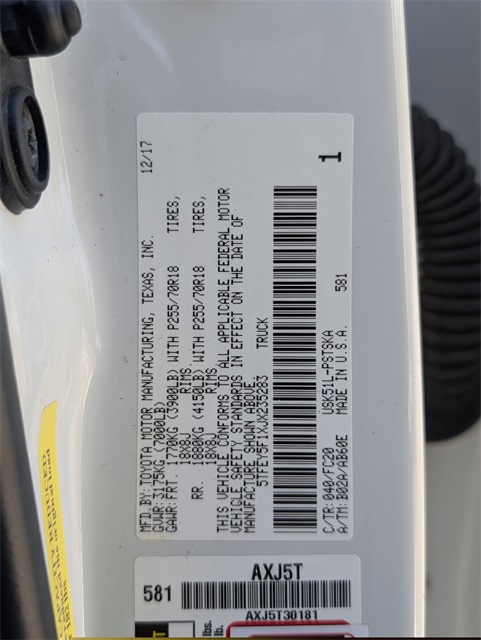 MFD.BY: TOYOTA MOTOR MANUFACTURING, TEXAS, INC. 12/17
GVWR: 3175KG (7000LB)
GAWR: FRT. 1770KG (3900LB) WITH P255/70R18 TIRES,
18X8J RIMS.
RR. 1880KG (4150LB) WITH P255/70R18 TIRES,
18X8J RIMS.
THIS VEHICLE CONFORMS TO ALL APPLICABLE FEDERAL MOTOR
VEHICLE SAFETY STANDARDS IN EFFECT ON THE DATE OF
MANUFACTURE SHOWN ABOVE.
5TFEY5F1XJX235283 TRUCK
1
C/TR: 040/FC20 USK51L-PSTSKA 581
A/TM: B02A/AB60E MADE IN U.S.A.
AXJ5T
581
AXJ5T30181
lbs.
lb.